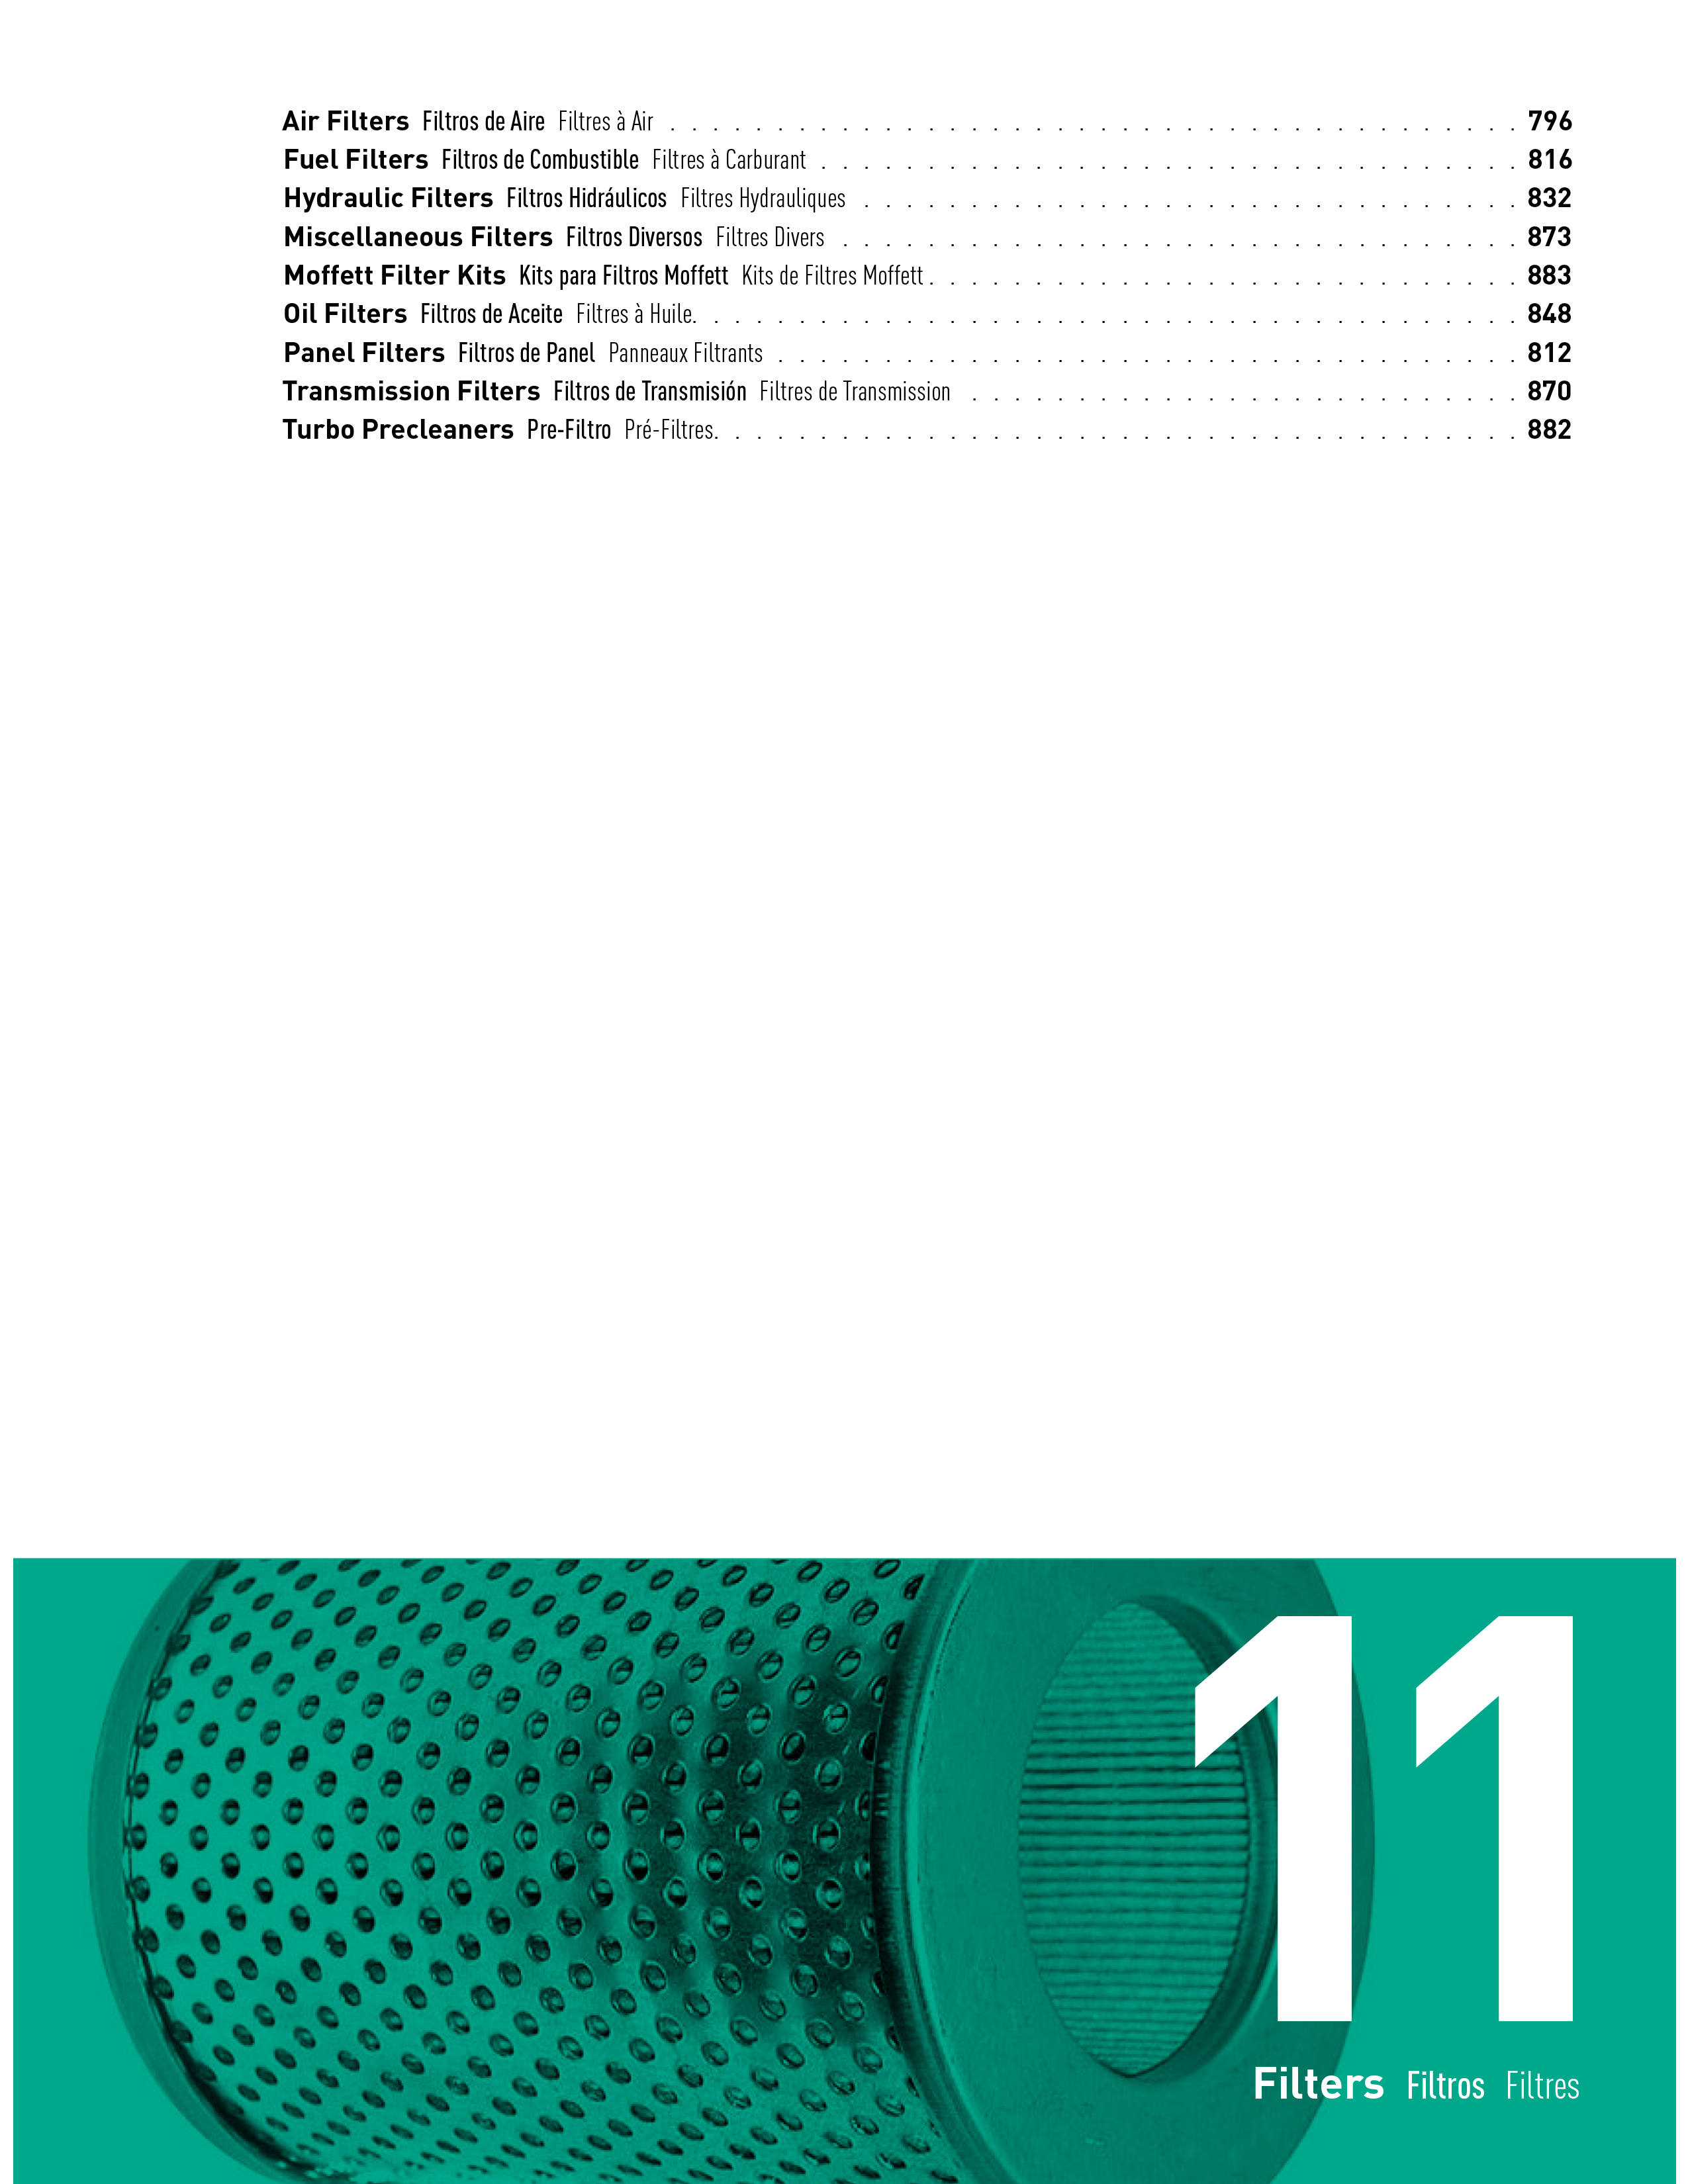 Air Filters Filtros de Aire Filtres à Air . . . . . . . . . . . . . . . . . . . . . . . . . . . . . . . . . . . . . . . . 796
Fuel Filters Filtros de Combustible Filtres à Carburant . . . . . . . . . . . . . . . . . . . . . . . . . . . . . . . . . 816
Hydraulic Filters Filtros Hidráulicos Filtres Hydrauliques . . . . . . . . . . . . . . . . . . . . . . . . . . . . . . . 832
Miscellaneous Filters Filtros Diversos Filtres Divers . . . . . . . . . . . . . . . . . . . . . . . . . . . . . . . . 873
Moffett Filter Kits Kits para Filtros Moffett Kits de Filtres Moffett . . . . . . . . . . . . . . . . . . . . . . . . . . . . 883
Oil Filters Filtros de Aceite Filtres à Huile. . . . . . . . . . . . . . . . . . . . . . . . . . . . . . . . . . . . . . . 848
Panel Filters Filtros de Panel Panneaux Filtrants . . . . . . . . . . . . . . . . . . . . . . . . . . . . . . . . . . . 812
Transmission Filters Filtros de Transmisión Filtres de Transmission . . . . . . . . . . . . . . . . . . . . . . . . . . 870
Turbo Precleaners Pre-Filtro Pré-Filtres. . . . . . . . . . . . . . . . . . . . . . . . . . . . . . . . . . . . . . 882
11
Filters Filtros Filtres